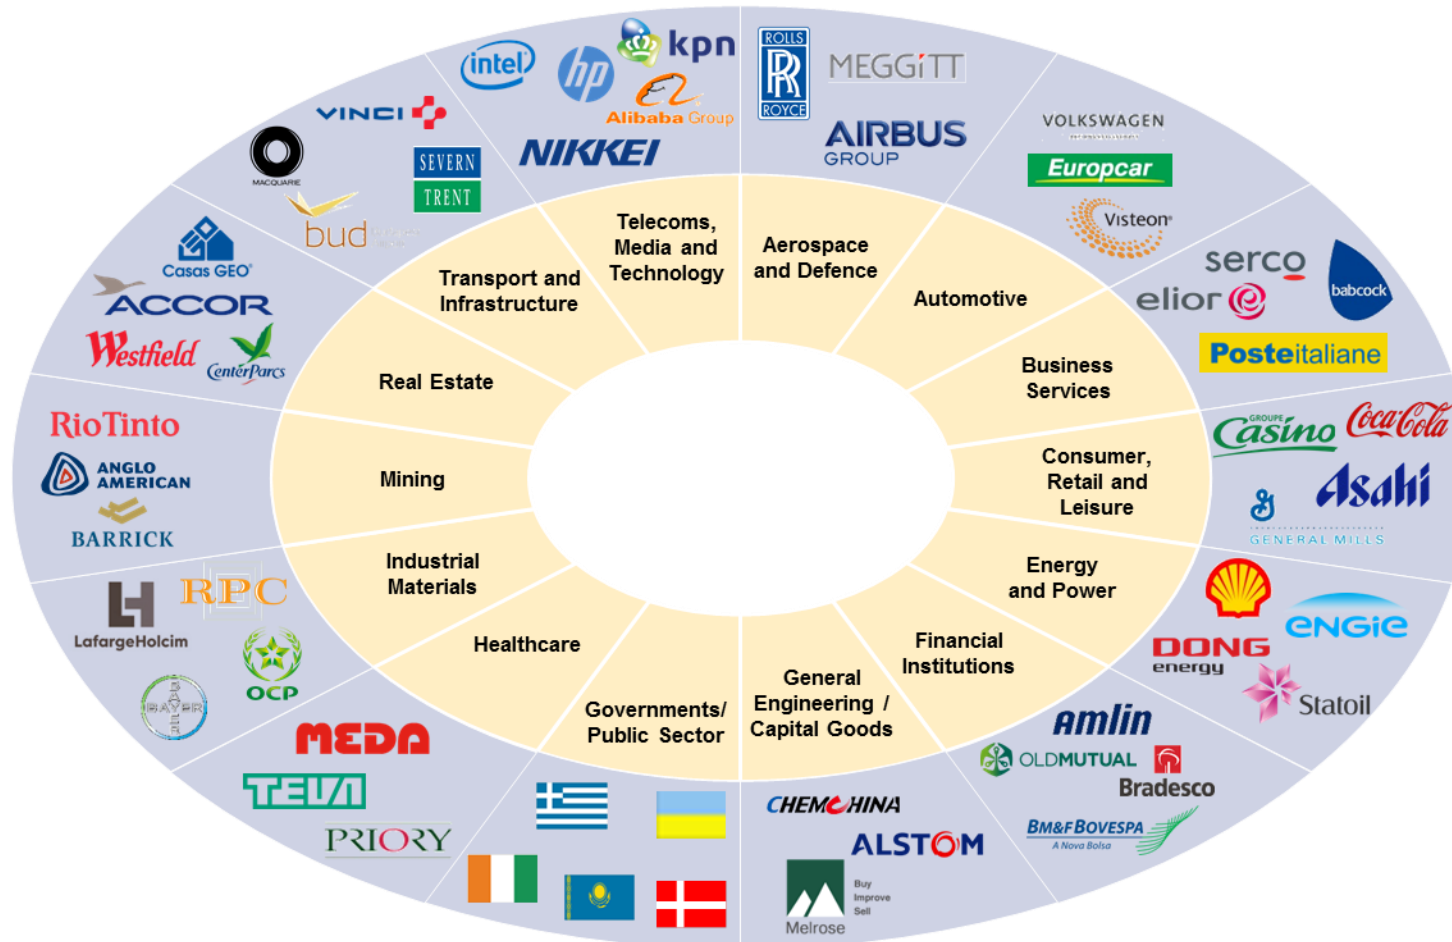 intel
hp
kpn
Alibaba Group
NIKKEI
ROLLS
RR
ROYCE
MEGGiTT
AIRBUS
GROUP
VOLKSWAGEN
Europcar
Visteon
serco
elior
babcock
Posteitaliane
GROUPE
Casino
Coca-Cola
Asahi
G
GENERAL MILLS
ENGIE
DONG
energy
Statoil
amlin
OLDMUTUAL
Bradesco
BM&FBOVESPA
A Nova Bolsa
CHEMCHINA
ALSTOM
Buy
Improve
Sell
Melrose
MEDA
TEVA
PRIORY
LafargeHolcim
RPC
OCP
BAYER
BAYER
RioTinto
ANGLO
AMERICAN
BARRICK
Casas GEO
ACCOR
Westfield
CenterParcs
VINCI
MACQUARIE
SEVERN
TRENT
bud
Telecoms,
Media and
Technology
Aerospace
and Defence
Automotive
Business
Services
Consumer,
Retail and
Leisure
Energy
and Power
Financial
Institutions
General
Engineering /
Capital Goods
Governments/
Public Sector
Healthcare
Industrial
Materials
Mining
Real Estate
Transport and
Infrastructure